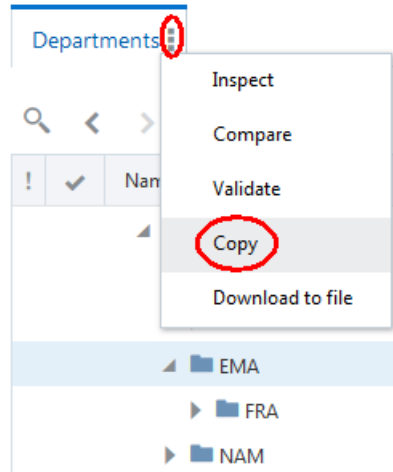 Departments
Inspect
Compare
! Nam
Validate
Copy
Download to file
EMA
FRA
NAM